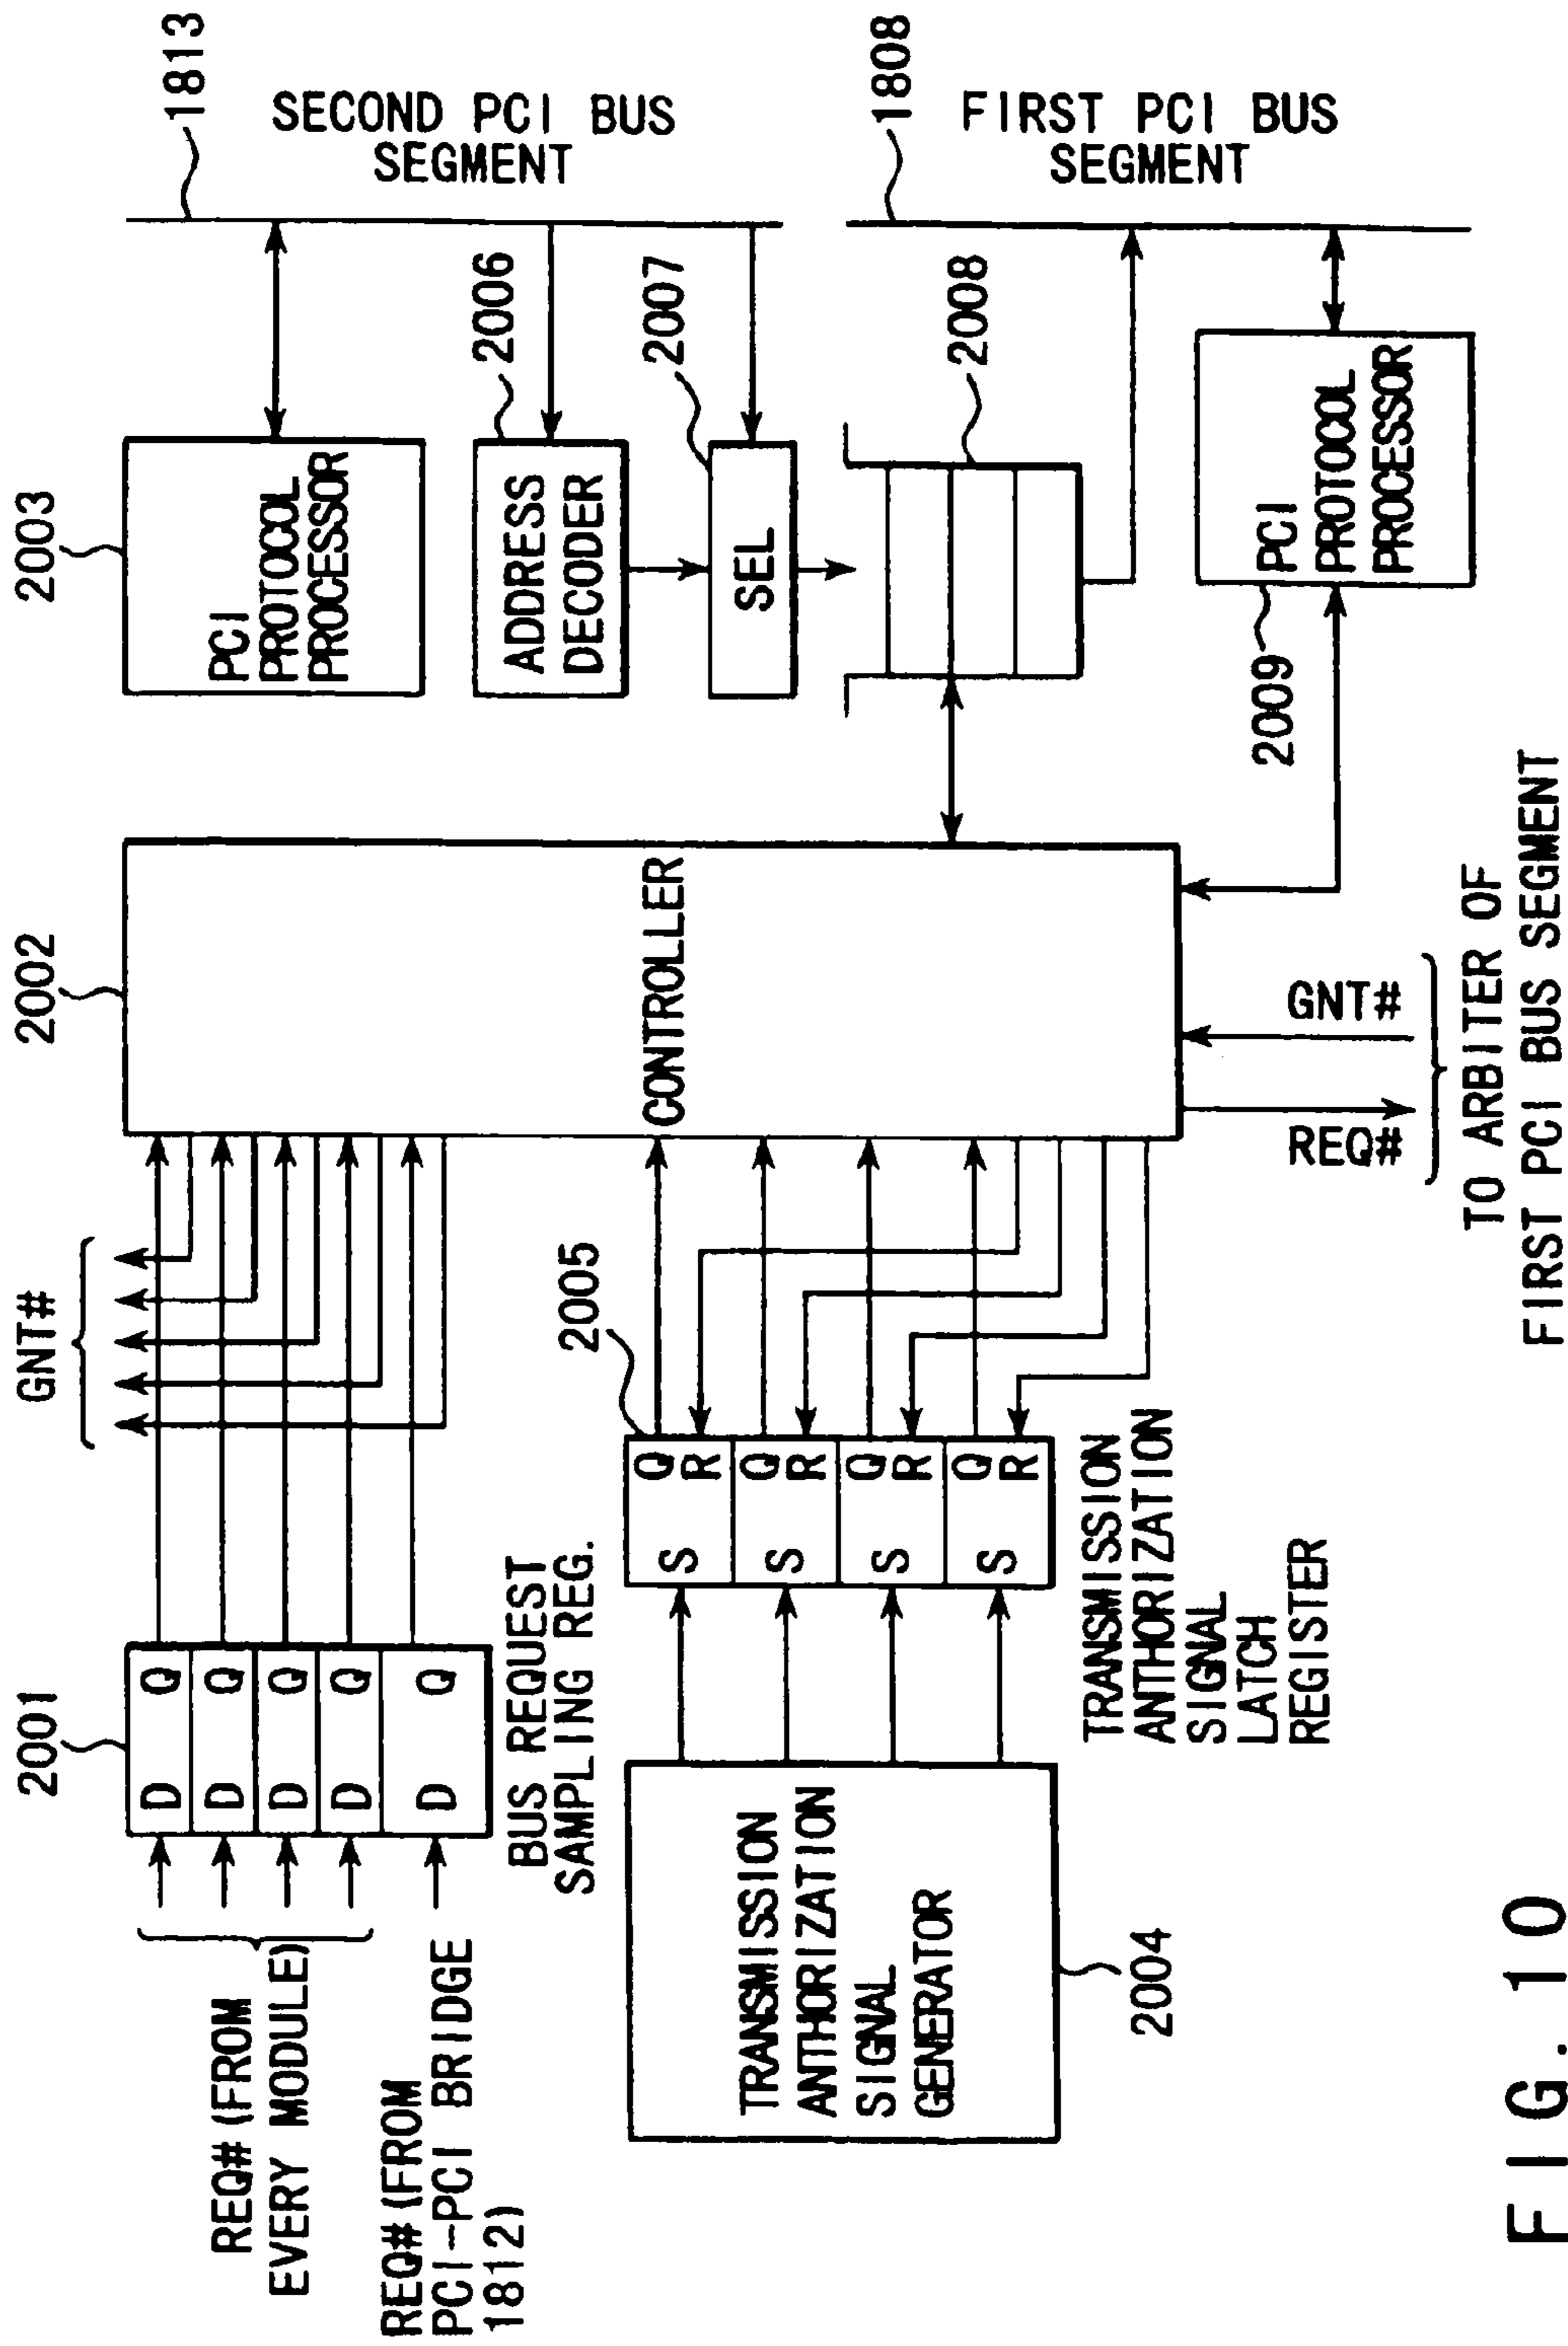 2001
D Q
D Q
D Q
D Q
D Q
REQ# (FROM
EVERY MODULE)
REQ# (FROM
PCI-PCI BRIDGE
1812)
BUS REQUEST
SAMPLING REG.
GNT#
2002
CONTROLLER
2003
PCI
PROTOCOL
PROCESSOR
1813
SECOND PCI BUS
SEGMENT
2006
ADDRESS
DECODER
2007
SEL
2008
1808
FIRST PCI BUS
SEGMENT
2009
PCI
PROTOCOL
PROCESSOR
2004
TRANSMISSION
ANTHORIZATION
SIGNAL
GENERATOR
2005
S Q
R
S Q
R
S Q
R
S Q
R
TRANSMISSION
ANTHORIZATION
SIGNAL
LATCH
REGISTER
REQ#
GNT#
TO ARBITER OF
FIRST PCI BUS SEGMENT
FIG. 10